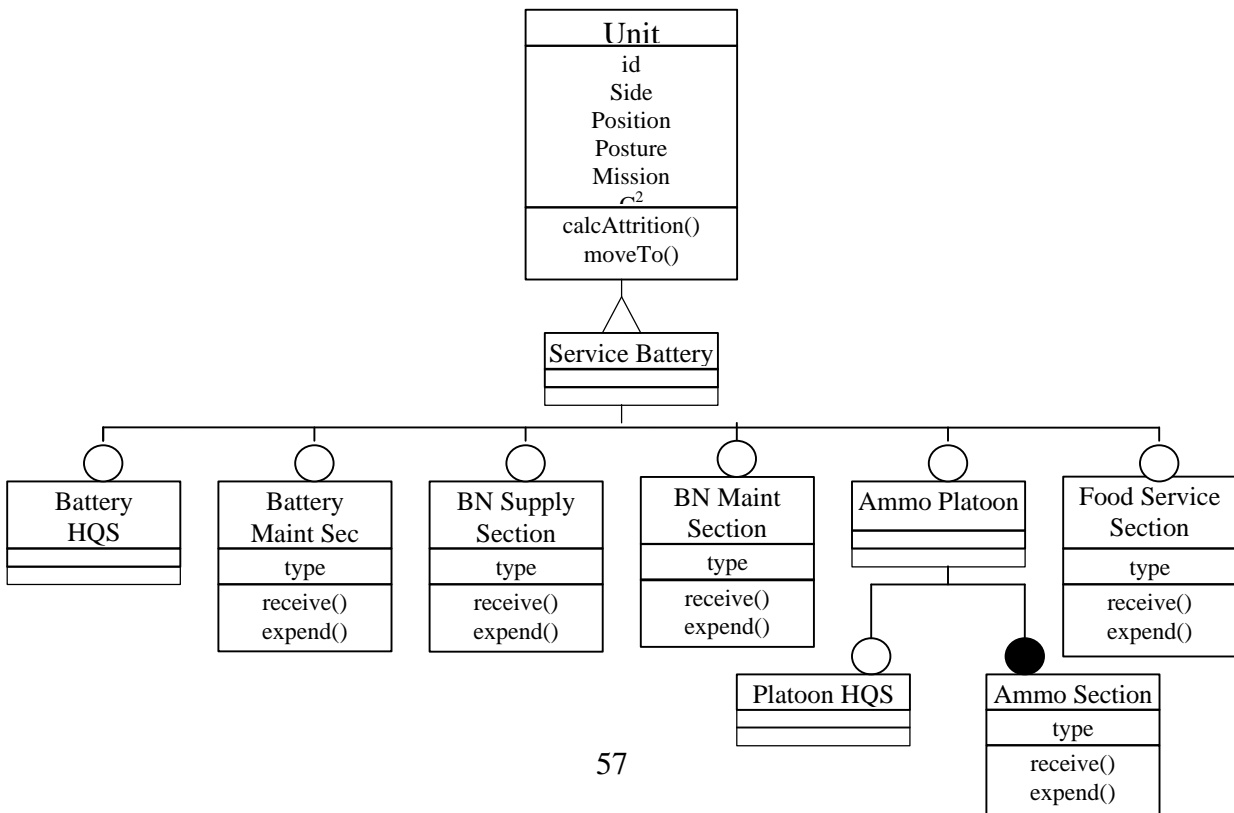 Unit
id
Side
Position
Posture
Mission
C²
calcAttrition()
moveTo()
Service Battery
Battery
HQS
Battery
Maint Sec
type
receive()
expend()
BN Supply
Section
type
receive()
expend()
BN Maint
Section
type
receive()
expend()
Ammo Platoon
Food Service
Section
type
receive()
expend()
Platoon HQS
Ammo Section
type
receive()
expend()
57